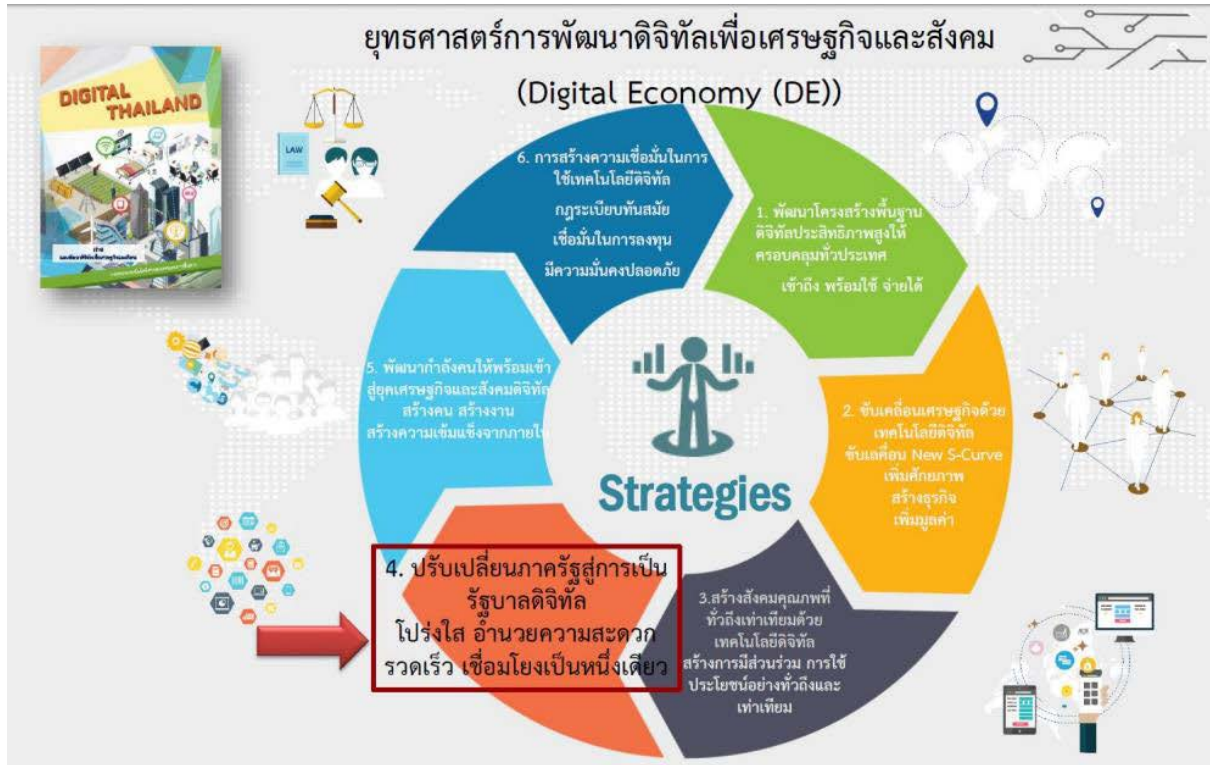 ยุทธศาสตร์การพัฒนาดิจิทัลเพื่อเศรษฐกิจและสังคม
(Digital Economy (DE))
DIGITAL
THAILAND
LAW
6. การสร้างความเชื่อมั่นในการ
ใช้เทคโนโลยีดิจิทัล
กฎระเบียบทันสมัย
เชื่อมั่นในการลงทุน
มีความมั่นคงปลอดภัย
1. พัฒนาโครงสร้างพื้นฐาน
ดิจิทัลประสิทธิภาพสูงให้
ครอบคลุมทั่วประเทศ
เข้าถึง พร้อมใช้ จ่ายได้
5. พัฒนากำลังคนให้พร้อมเข้า
สู่ยุคเศรษฐกิจและสังคมดิจิทัล
สร้างคน สร้างงาน
สร้างความเข้มแข็งจากภายใน
2. ขับเคลื่อนเศรษฐกิจด้วย
เทคโนโลยีดิจิทัล
ขับเลคื่อน New S-Curve
เพิ่มศักยภาพ
สร้างธุรกิจ
เพิ่มมูลค่า
Strategies
4. ปรับเปลี่ยนภาครัฐสู่การเป็น
รัฐบาลดิจิทัล
โปร่งใส อำนวยความสะดวก
รวดเร็ว เชื่อมโยงเป็นหนึ่งเดียว
3.สร้างสังคมคุณภาพที่
ทั่วถึงเท่าเทียมด้วย
เทคโนโลยีดิจิทัล
สร้างการมีส่วนร่วม การใช้
ประโยชน์อย่างทั่วถึงและ
เท่าเทียม